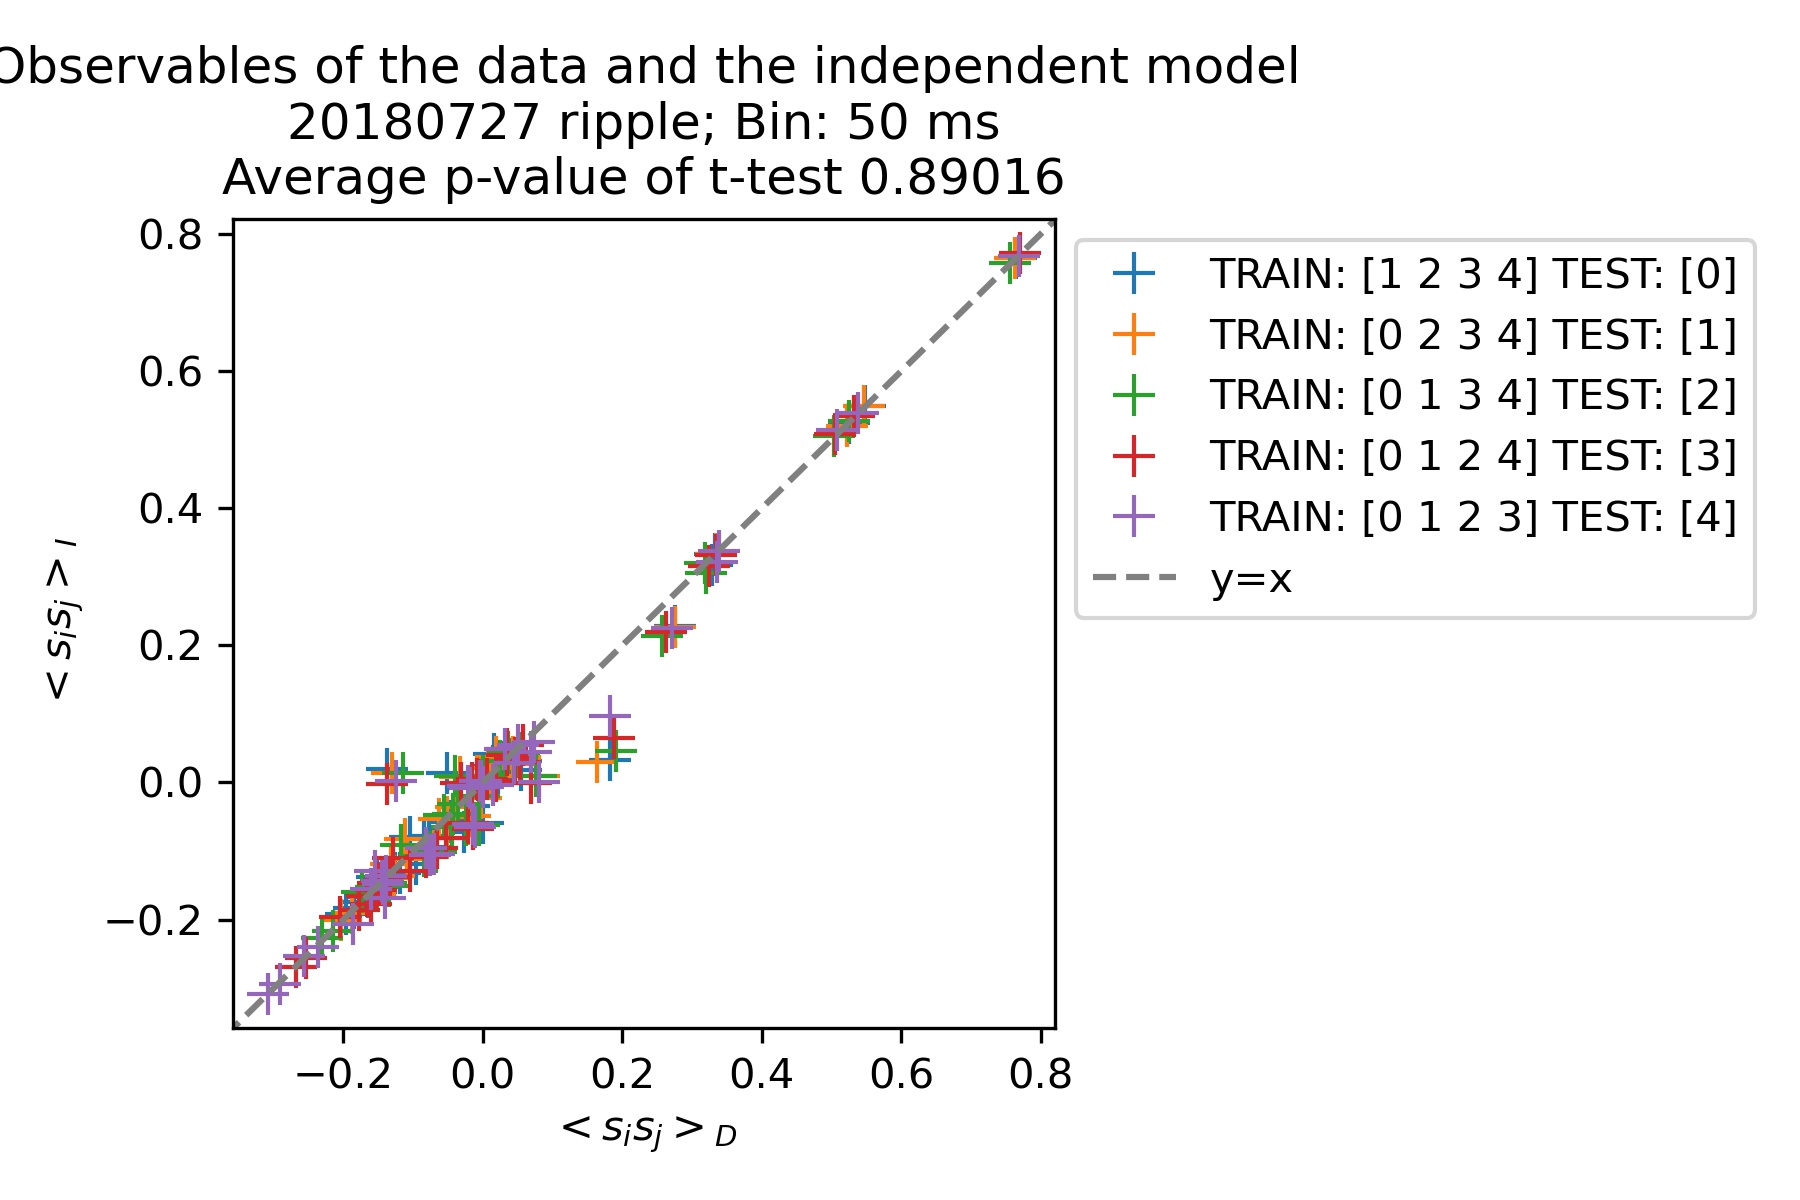 Observables of the data and the independent model
20180727 ripple; Bin: 50 ms
Average p-value of t-test 0.89016
0.8
0.6
0.4
0.2
0.0
−0.2
< s_i s_j >_I
−0.2 0.0 0.2 0.4 0.6 0.8
< s_i s_j >_D
TRAIN: [1 2 3 4] TEST: [0]
TRAIN: [0 2 3 4] TEST: [1]
TRAIN: [0 1 3 4] TEST: [2]
TRAIN: [0 1 2 4] TEST: [3]
TRAIN: [0 1 2 3] TEST: [4]
y=x